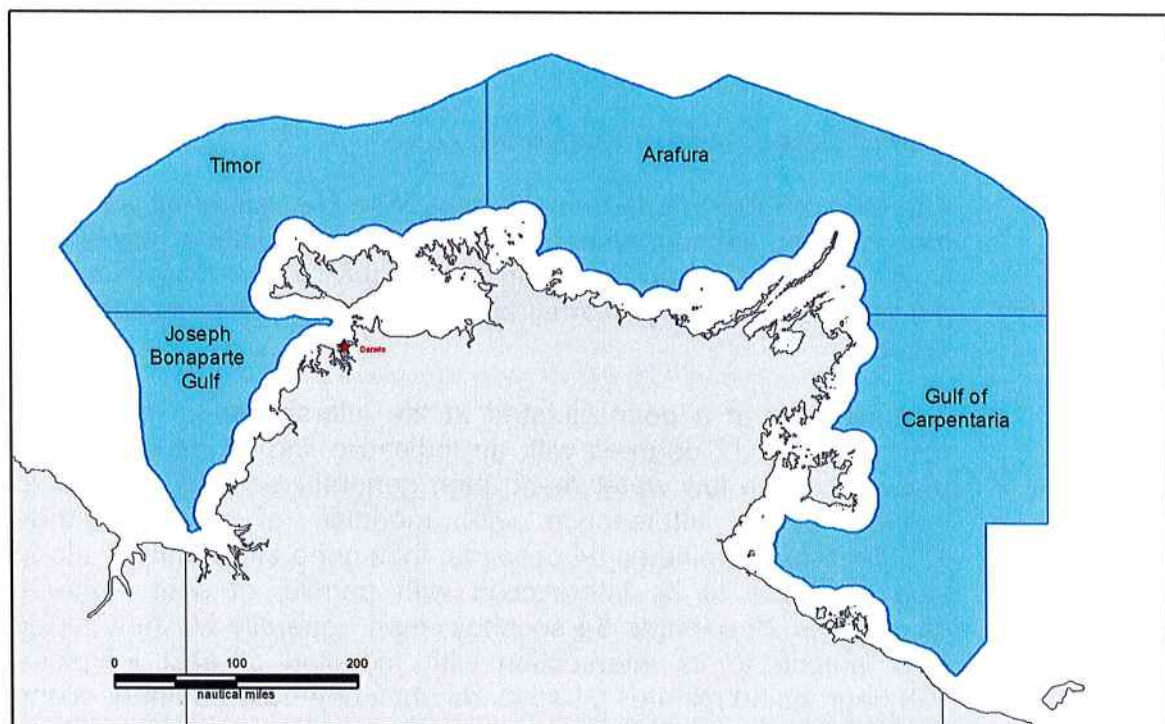 Timor
Arafura
Joseph
Bonaparte
Gulf
Darwin
Gulf of
Carpentaria
0 100 200
nautical miles